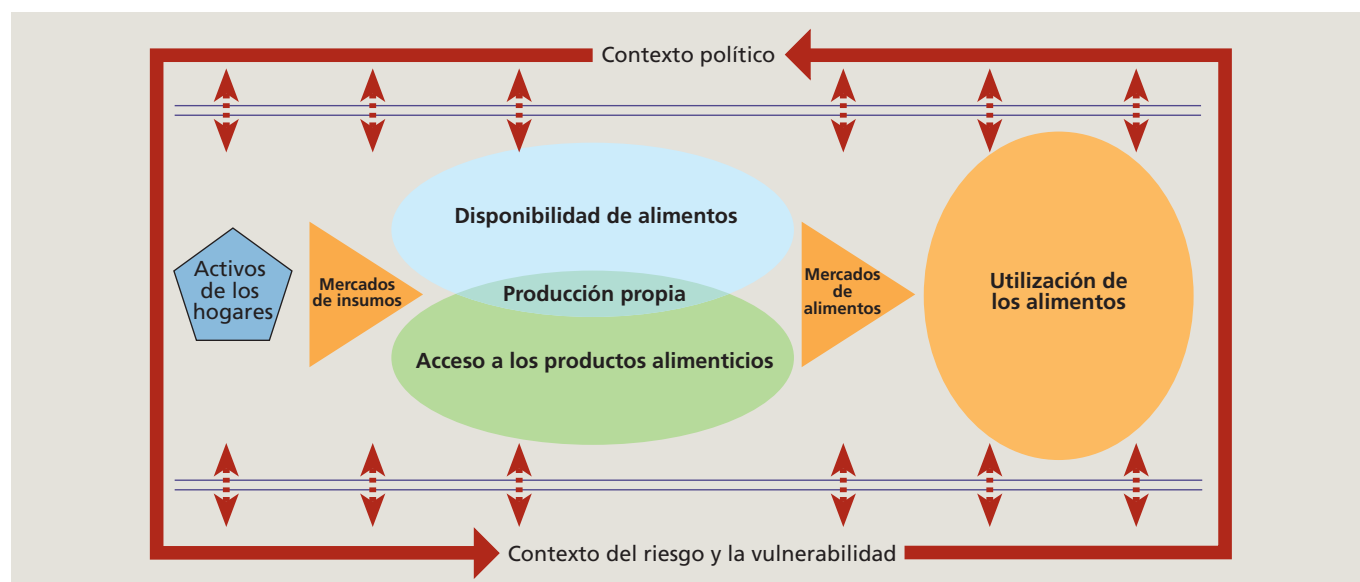 Contexto político
Disponibilidad de alimentos
Activos
de los
hogares
Mercados
de insumos
Producción propia
Acceso a los productos alimenticios
Mercados
de
alimentos
Utilización de
los alimentos
Contexto del riesgo y la vulnerabilidad